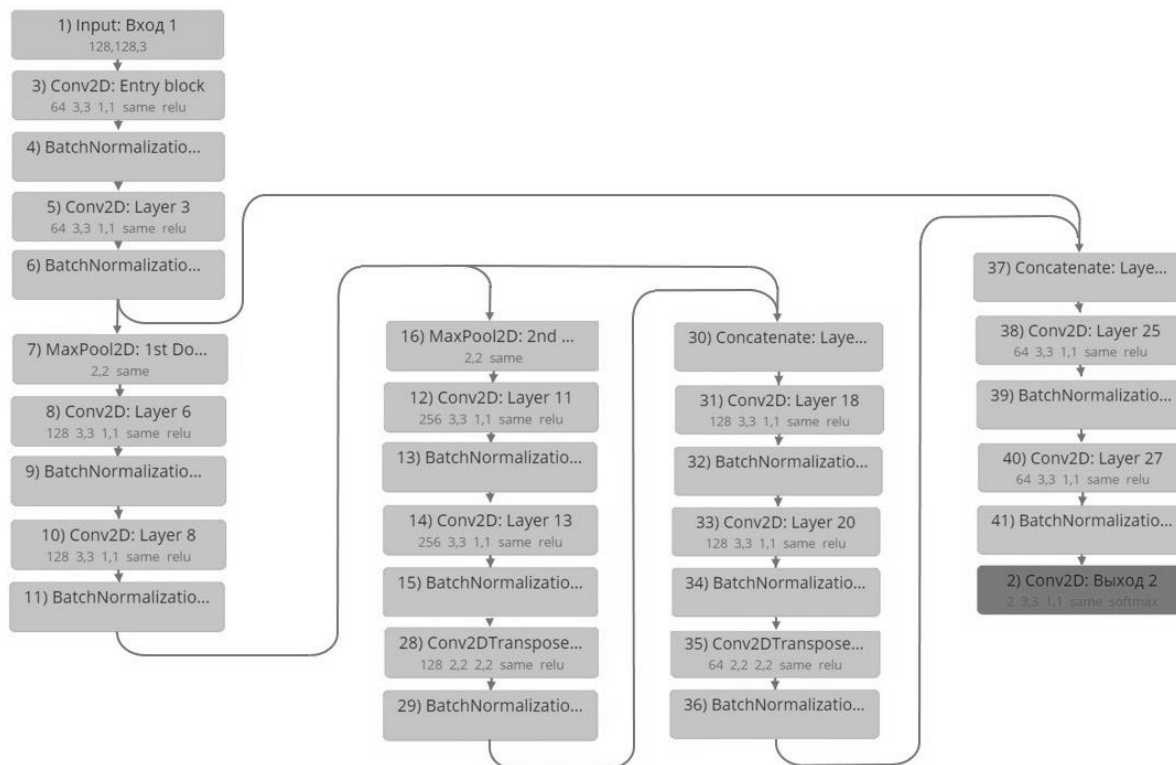 1) Input: Вход 1
128,128,3
3) Conv2D: Entry block
64 3,3 1,1 same relu
4) BatchNormalizatio...
5) Conv2D: Layer 3
64 3,3 1,1 same relu
6) BatchNormalizatio...
7) MaxPool2D: 1st Do...
2,2 same
8) Conv2D: Layer 6
128 3,3 1,1 same relu
9) BatchNormalizatio...
10) Conv2D: Layer 8
128 3,3 1,1 same relu
11) BatchNormalizatio...
16) MaxPool2D: 2nd ...
2,2 same
12) Conv2D: Layer 11
256 3,3 1,1 same relu
13) BatchNormalizatio...
14) Conv2D: Layer 13
256 3,3 1,1 same relu
15) BatchNormalizatio...
28) Conv2DTranspose...
128 2,2 2,2 same relu
29) BatchNormalizatio...
30) Concatenate: Laye...
31) Conv2D: Layer 18
128 3,3 1,1 same relu
32) BatchNormalizatio...
33) Conv2D: Layer 20
128 3,3 1,1 same relu
34) BatchNormalizatio...
35) Conv2DTranspose...
64 2,2 2,2 same relu
36) BatchNormalizatio...
37) Concatenate: Laye...
38) Conv2D: Layer 25
64 3,3 1,1 same relu
39) BatchNormalizatio...
40) Conv2D: Layer 27
64 3,3 1,1 same relu
41) BatchNormalizatio...
2) Conv2D: Выход 2
2 3,3 1,1 same softmax